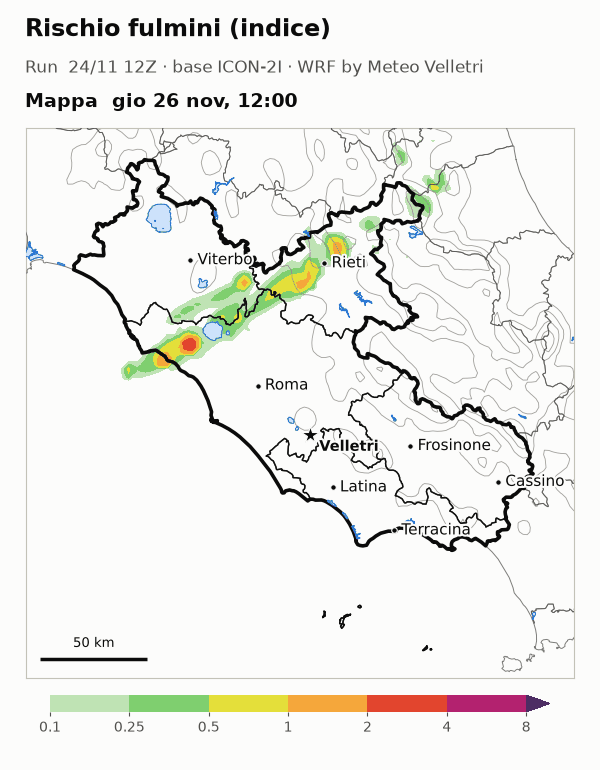 Rischio fulmini (indice)
Run  24/11 12Z · base ICON-2I · WRF by Meteo Velletri
Mappa  gio 26 nov, 12:00
Viterbo
Rieti
Roma
Velletri
Frosinone
Cassino
Latina
Terracina
50 km
0.1 0.25 0.5 1 2 4 8